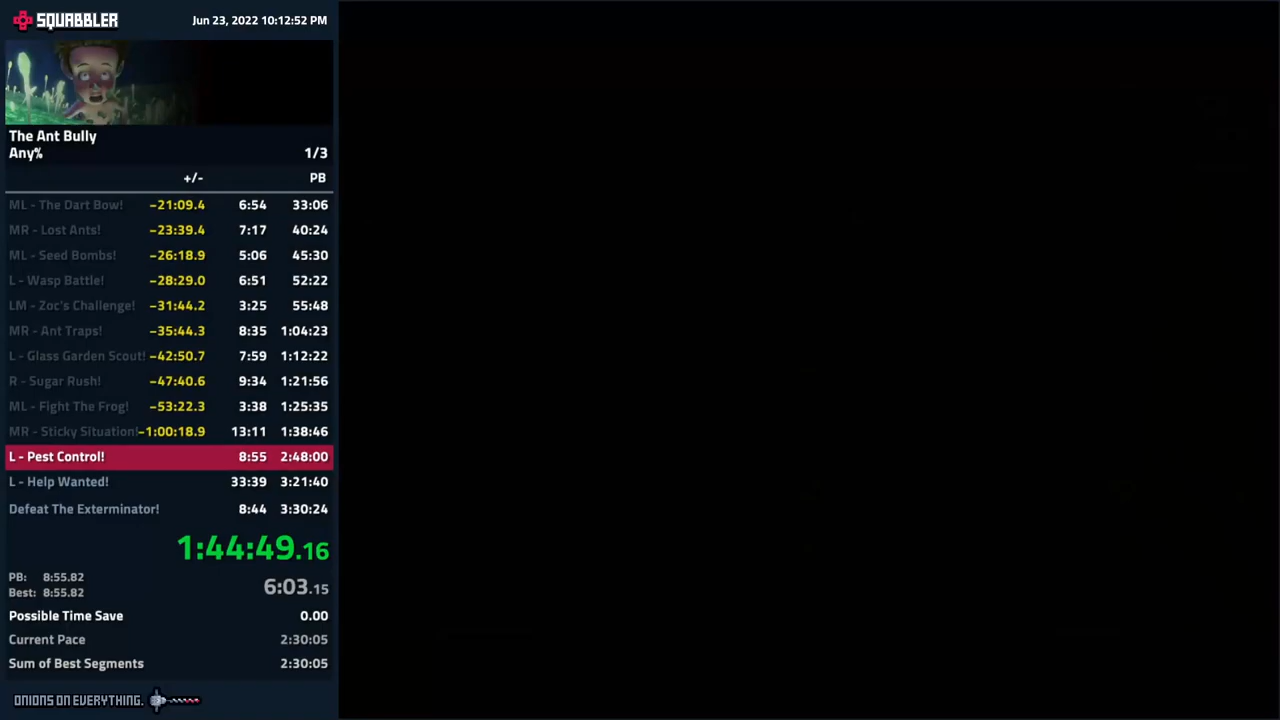 SQUABBLER
Jun 23, 2022 10:12:52 PM
The Ant Bully
Any% 1/3
+/- PB
ML - The Dart Bow! −21:09.4 6:54 33:06
MR - Lost Ants! −23:39.4 7:17 40:24
ML - Seed Bombs! −26:18.9 5:06 45:30
L - Wasp Battle! −28:29.0 6:51 52:22
LM - Zoc's Challenge! −31:44.2 3:25 55:48
MR - Ant Traps! −35:44.3 8:35 1:04:23
L - Glass Garden Scout! −42:50.7 7:59 1:12:22
R - Sugar Rush! −47:40.6 9:34 1:21:56
ML - Fight The Frog! −53:22.3 3:38 1:25:35
MR - Sticky Situation! −1:00:18.9 13:11 1:38:46
L - Pest Control! 8:55 2:48:00
L - Help Wanted! 33:39 3:21:40
Defeat The Exterminator! 8:44 3:30:24
1:44:49.16
PB: 8:55.82
Best: 8:55.82
6:03.15
Possible Time Save 0.00
Current Pace 2:30:05
Sum of Best Segments 2:30:05
ONIONS ON EVERYTHING.